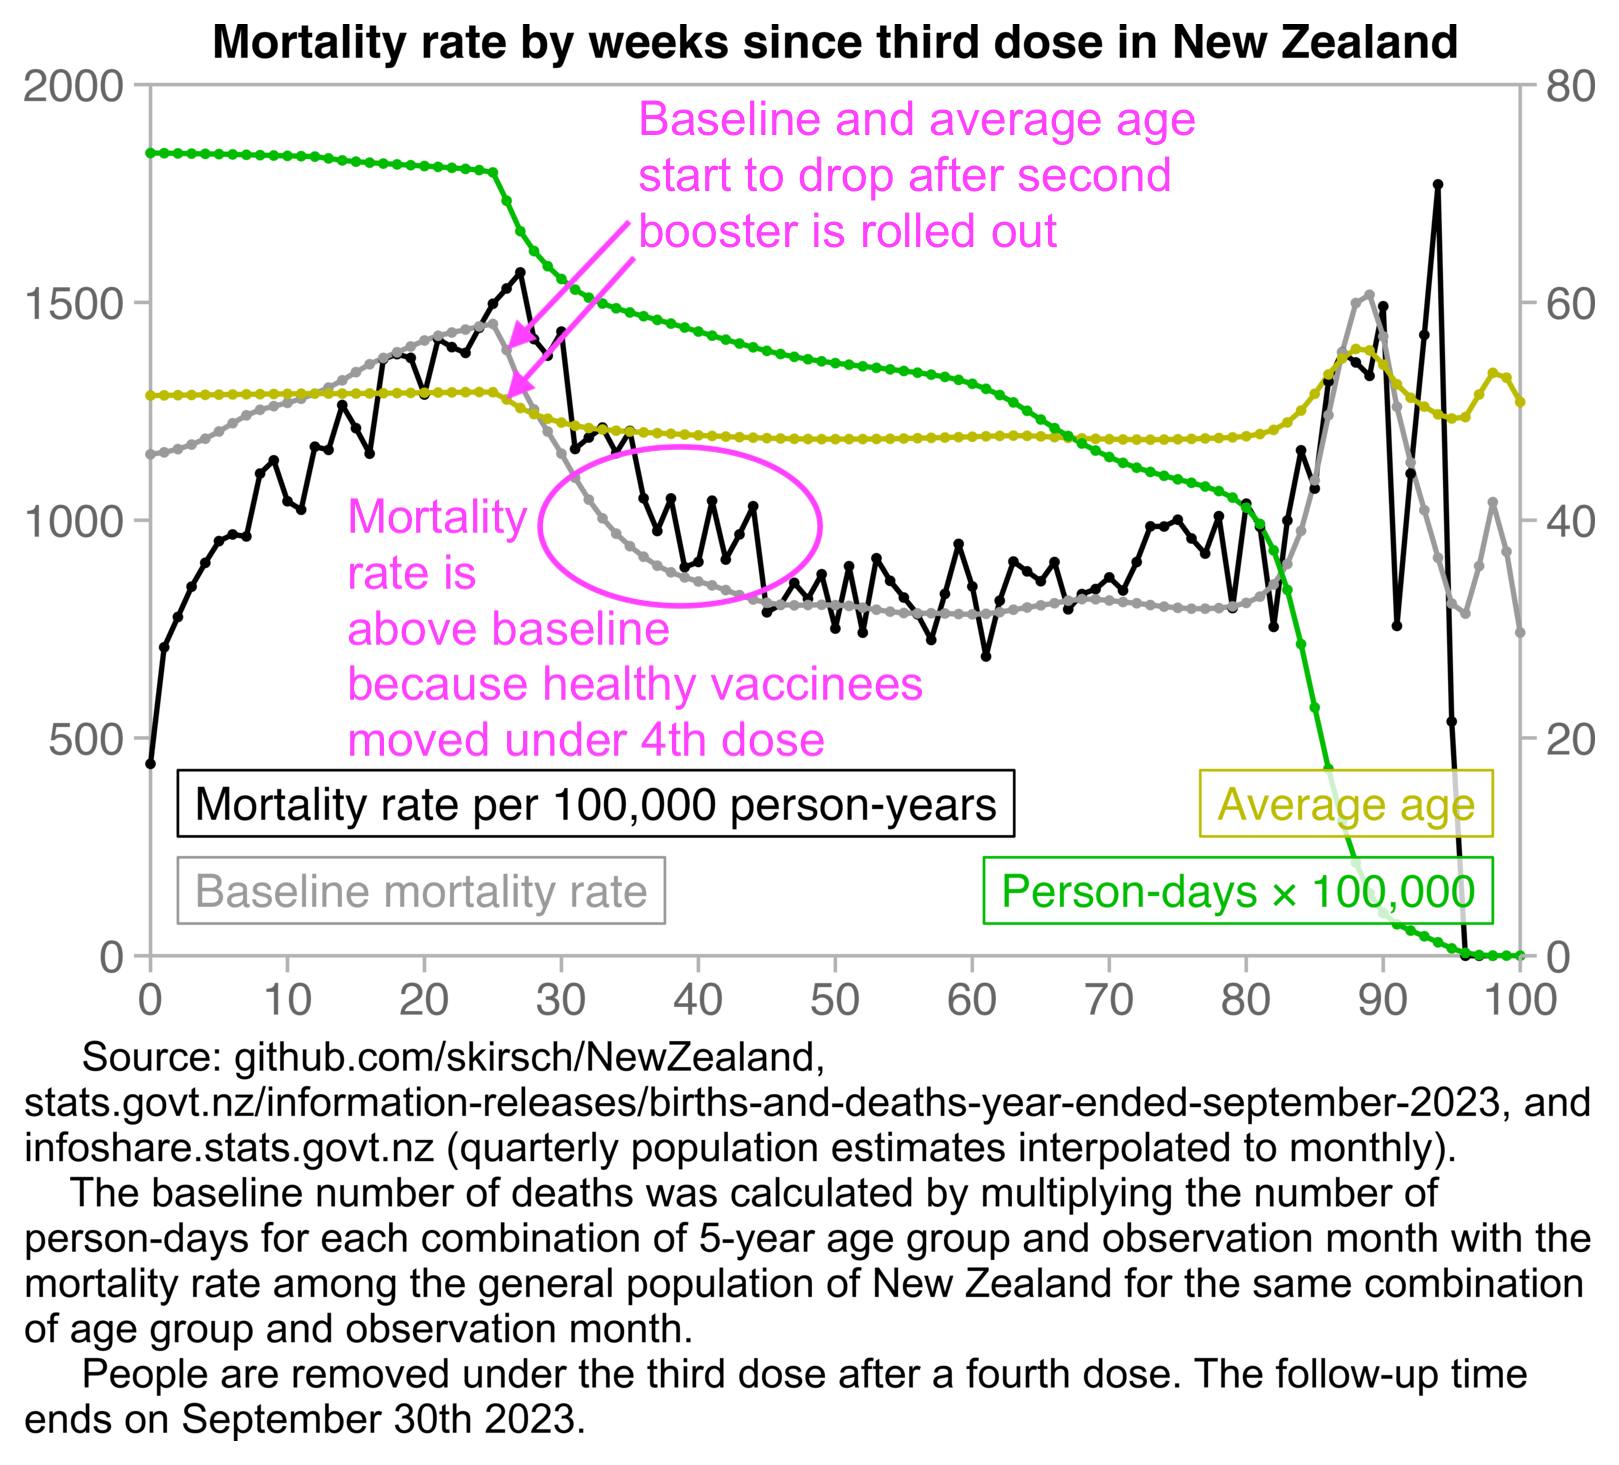 Mortality rate by weeks since third dose in New Zealand
2000
80
Baseline and average age
start to drop after second
booster is rolled out
1500
60
Mortality
rate is
above baseline
because healthy vaccinees
moved under 4th dose
1000
40
500
20
Mortality rate per 100,000 person-years
Average age
Baseline mortality rate
Person-days × 100,000
0
0
0 10 20 30 40 50 60 70 80 90 100
Source: github.com/skirsch/NewZealand,
stats.govt.nz/information-releases/births-and-deaths-year-ended-september-2023, and
infoshare.stats.govt.nz (quarterly population estimates interpolated to monthly).
The baseline number of deaths was calculated by multiplying the number of
person-days for each combination of 5-year age group and observation month with the
mortality rate among the general population of New Zealand for the same combination
of age group and observation month.
People are removed under the third dose after a fourth dose. The follow-up time
ends on September 30th 2023.